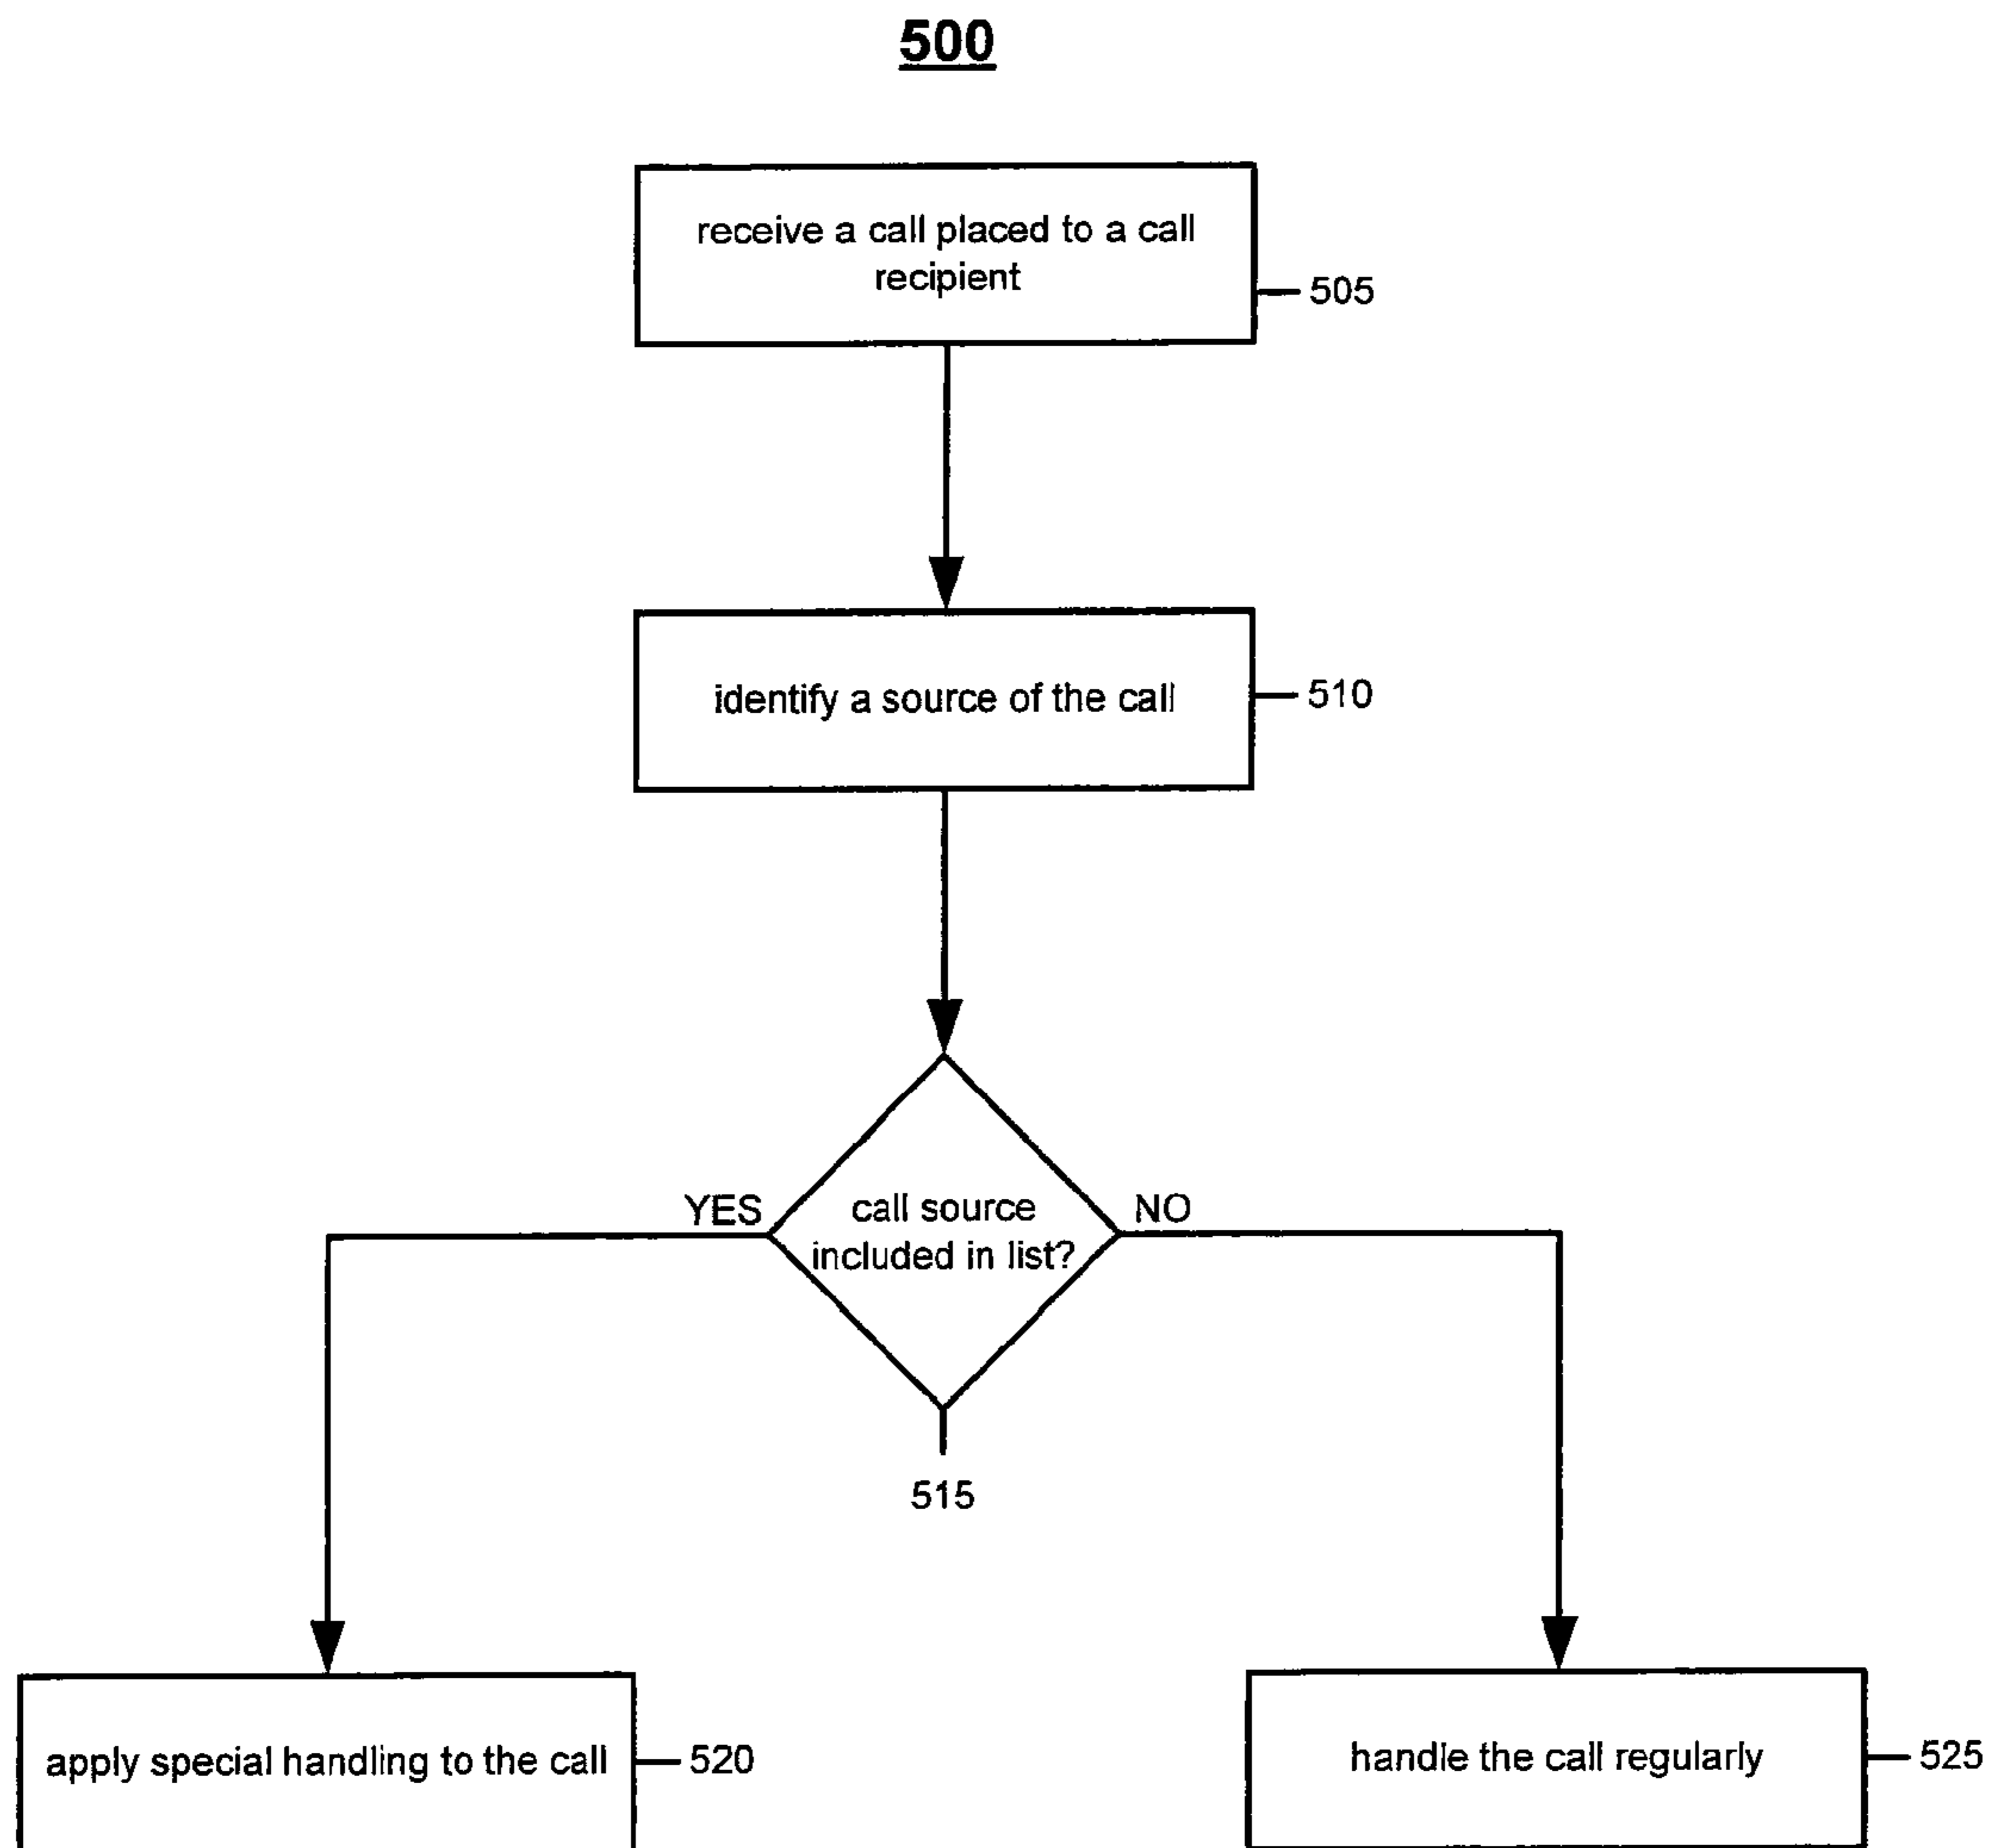 500
receive a call placed to a call
recipient
505
identify a source of the call
510
YES
call source
included in list?
NO
515
apply special handling to the call
520
handle the call regularly
525